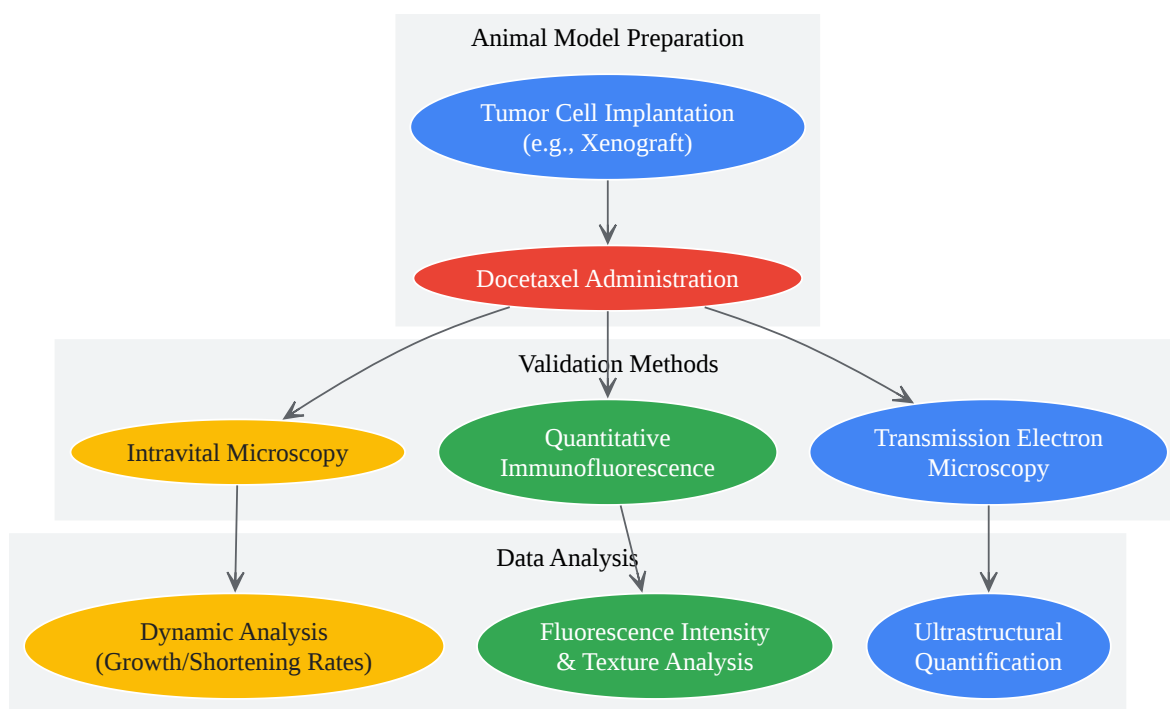 Animal Model Preparation
Tumor Cell Implantation
(e.g., Xenograft)
Docetaxel Administration
Validation Methods
Intravital Microscopy
Quantitative
Immunofluorescence
Transmission Electron
Microscopy
Data Analysis
Dynamic Analysis
(Growth/Shortening Rates)
Fluorescence Intensity
& Texture Analysis
Ultrastructural
Quantification